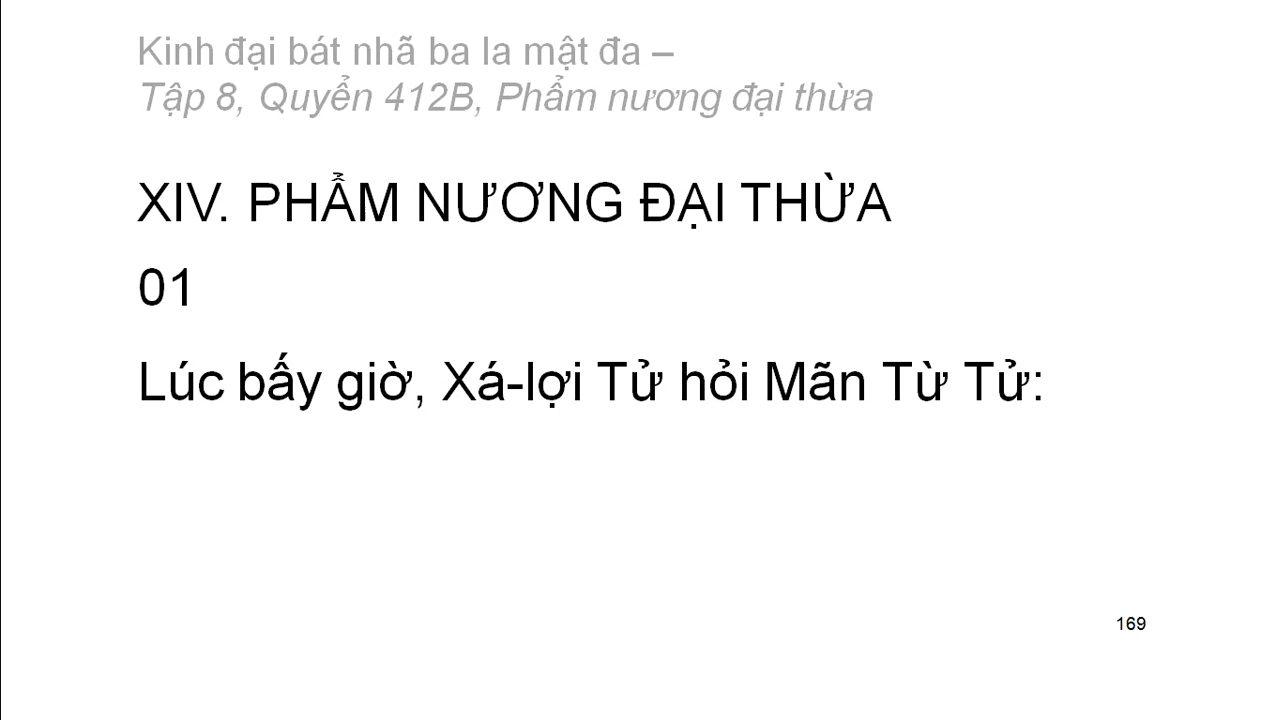 Kinh đại bát nhã ba la mật đa –
Tập 8, Quyển 412B, Phẩm nương đại thừa
XIV. PHẨM NƯƠNG ĐẠI THỪA
01
Lúc bấy giờ, Xá-lợi Tử hỏi Mãn Từ Tử:
169